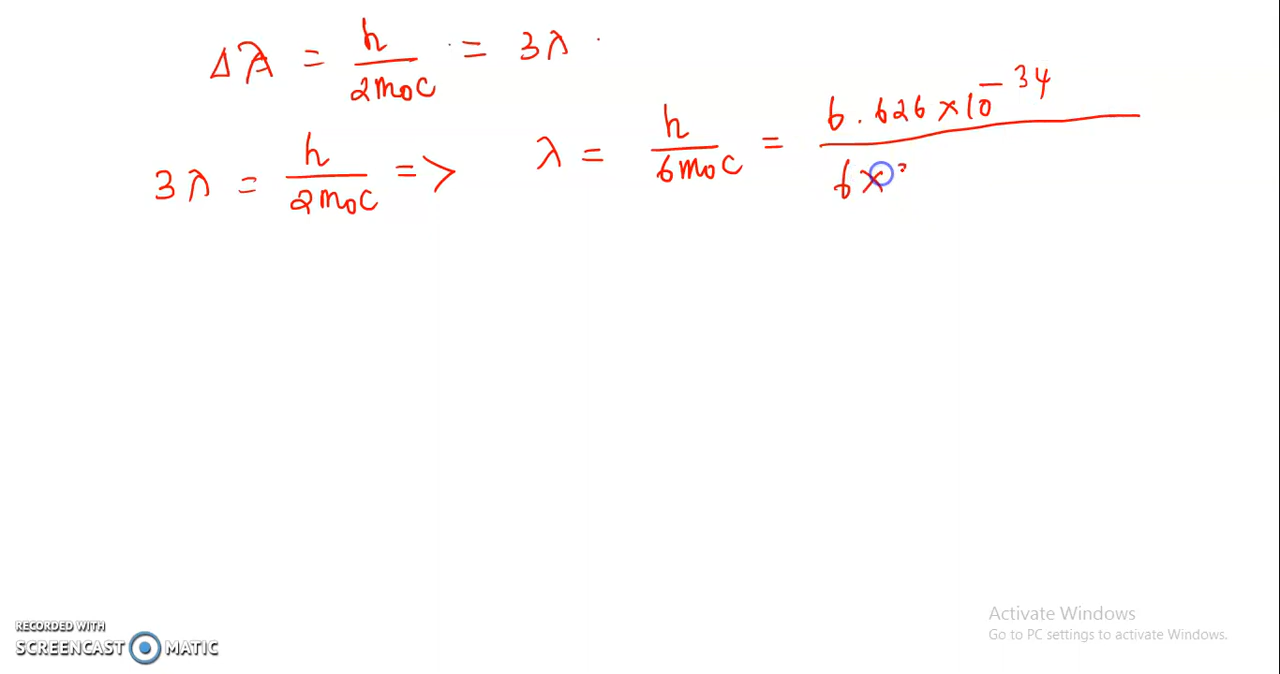 Δλ = h/2m₀c = 3λ
3λ = h/2m₀c => λ = h/6m₀c = 6.626×10⁻³⁴/6×
Activate Windows
Go to PC settings to activate Windows.
RECORDED WITH
SCREENCAST MATIC